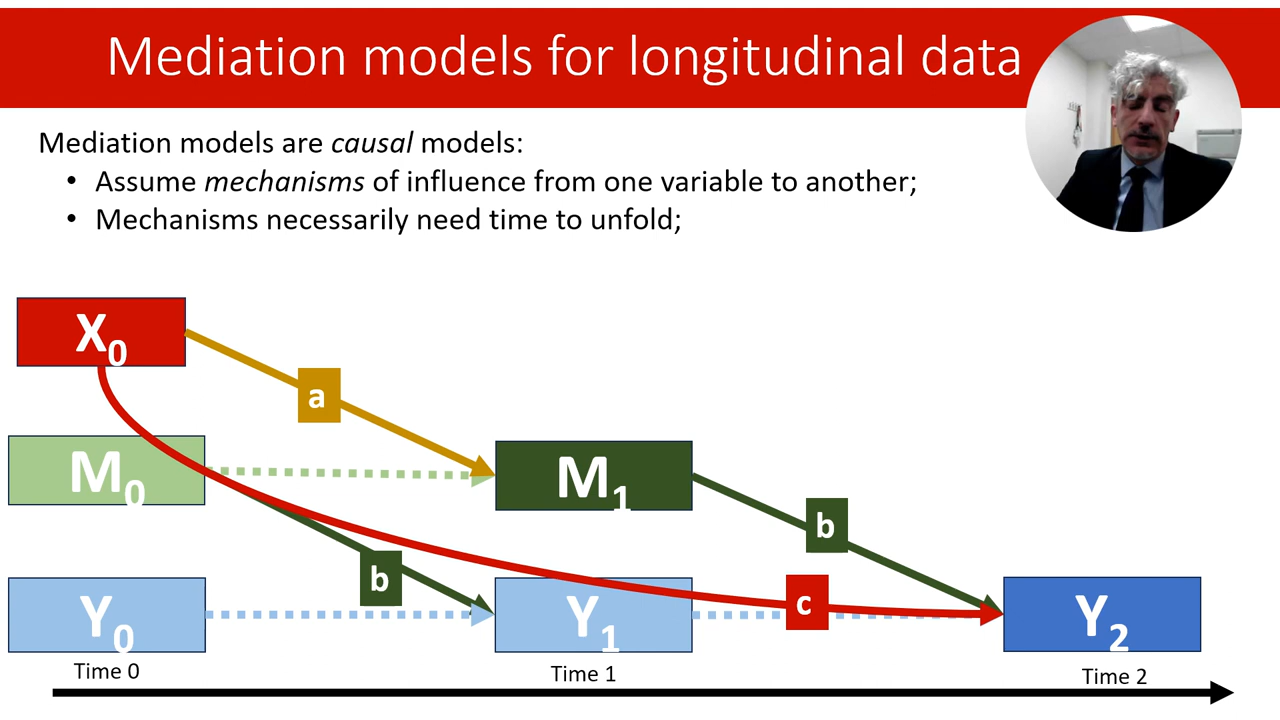 Mediation models for longitudinal data
Mediation models are causal models:
• Assume mechanisms of influence from one variable to another;
• Mechanisms necessarily need time to unfold;
X0
a
M0
M1
b
b
c
Y0
Y1
Y2
Time 0
Time 1
Time 2